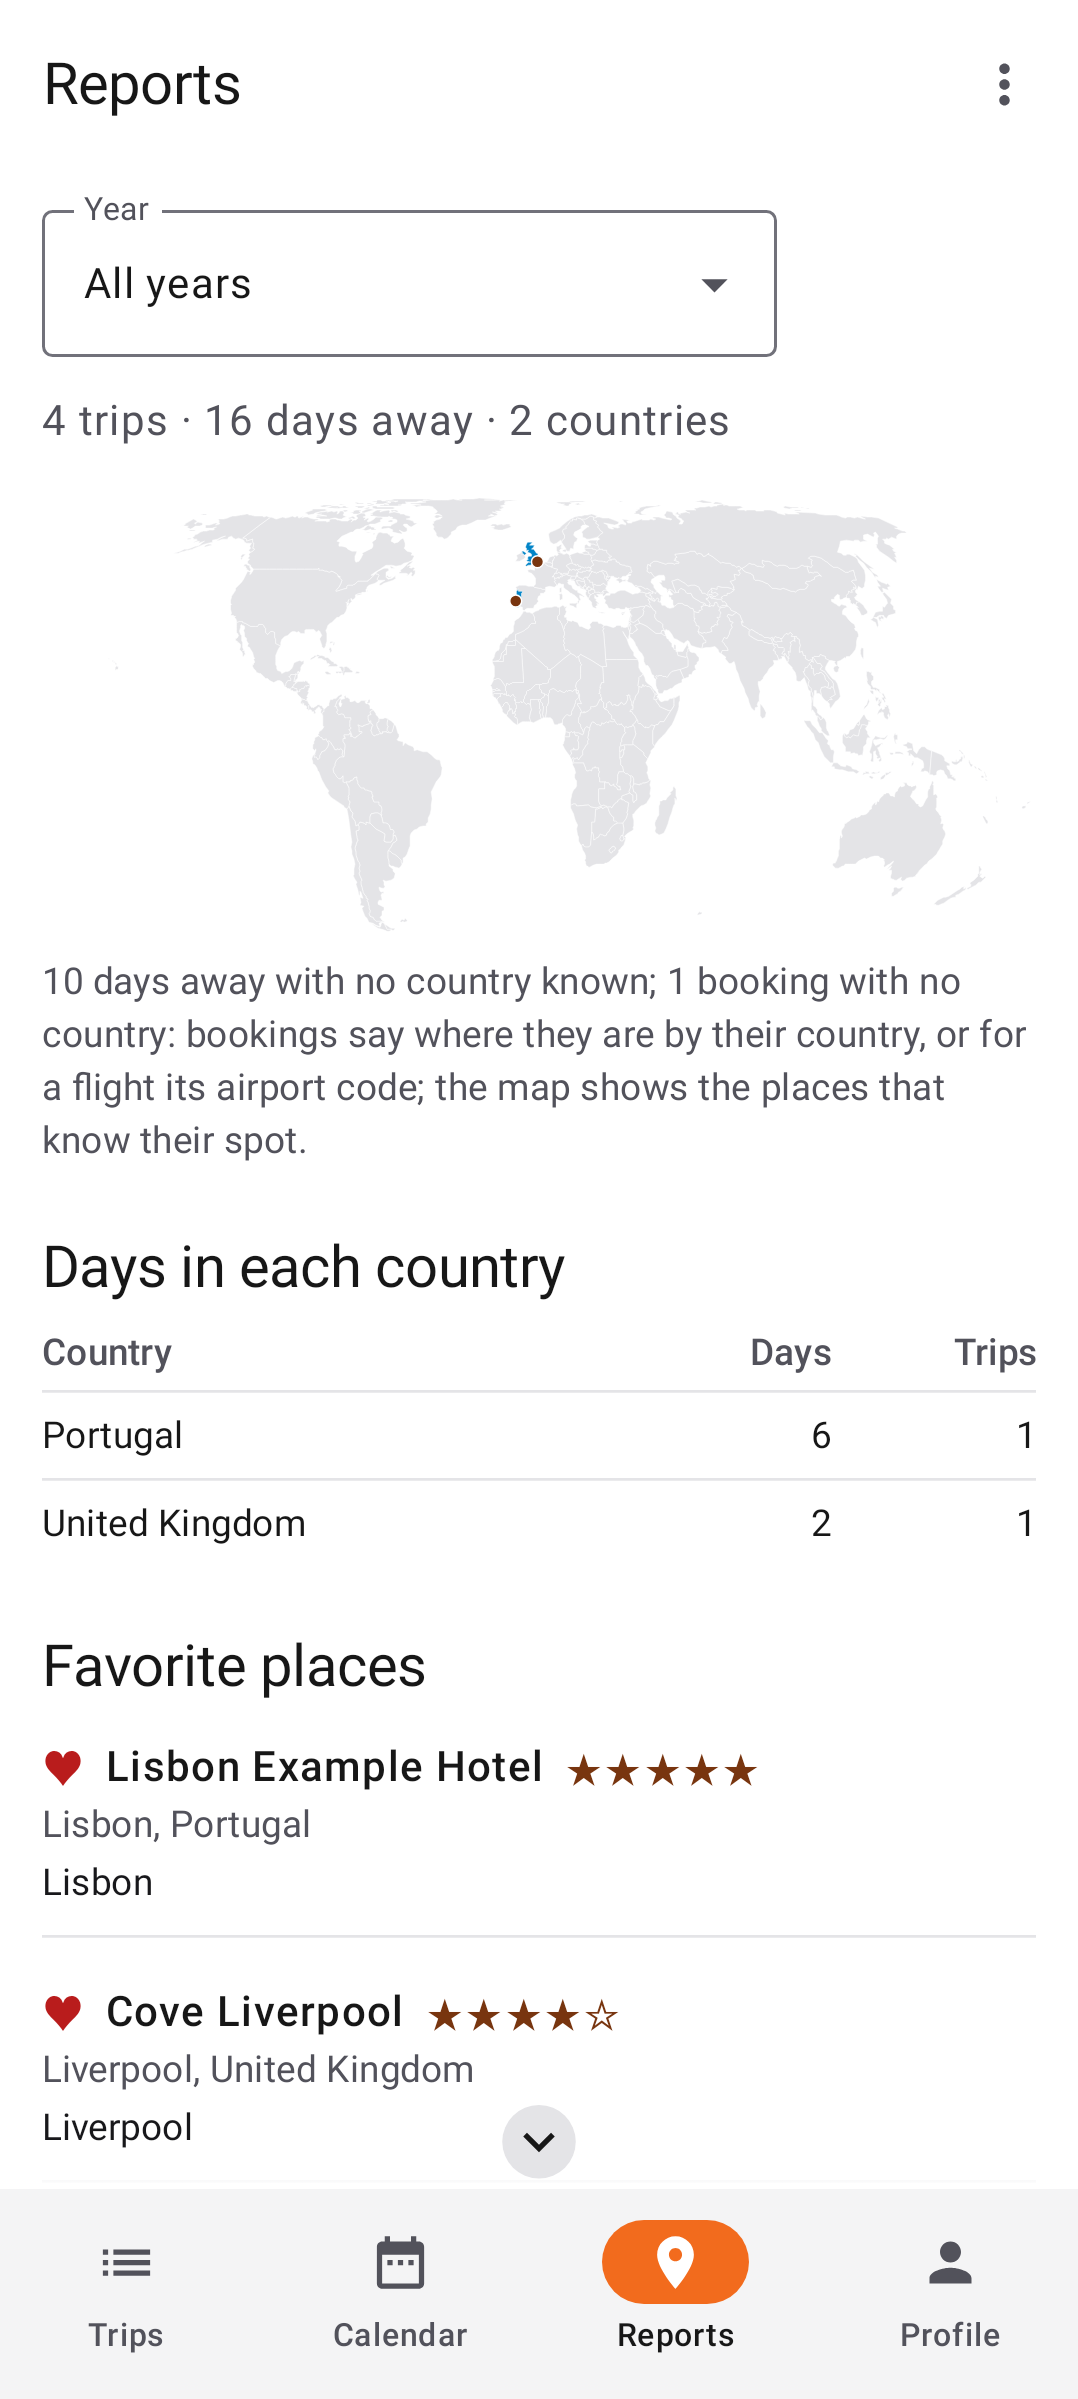 Reports
Year
All years
4 trips · 16 days away · 2 countries
10 days away with no country known; 1 booking with no
country: bookings say where they are by their country, or for
a flight its airport code; the map shows the places that
know their spot.
Days in each country
Country Days Trips
Portugal 6 1
United Kingdom 2 1
Favorite places
Lisbon Example Hotel ★★★★★
Lisbon, Portugal
Lisbon
Cove Liverpool ★★★★☆
Liverpool, United Kingdom
Liverpool
Trips Calendar Reports Profile